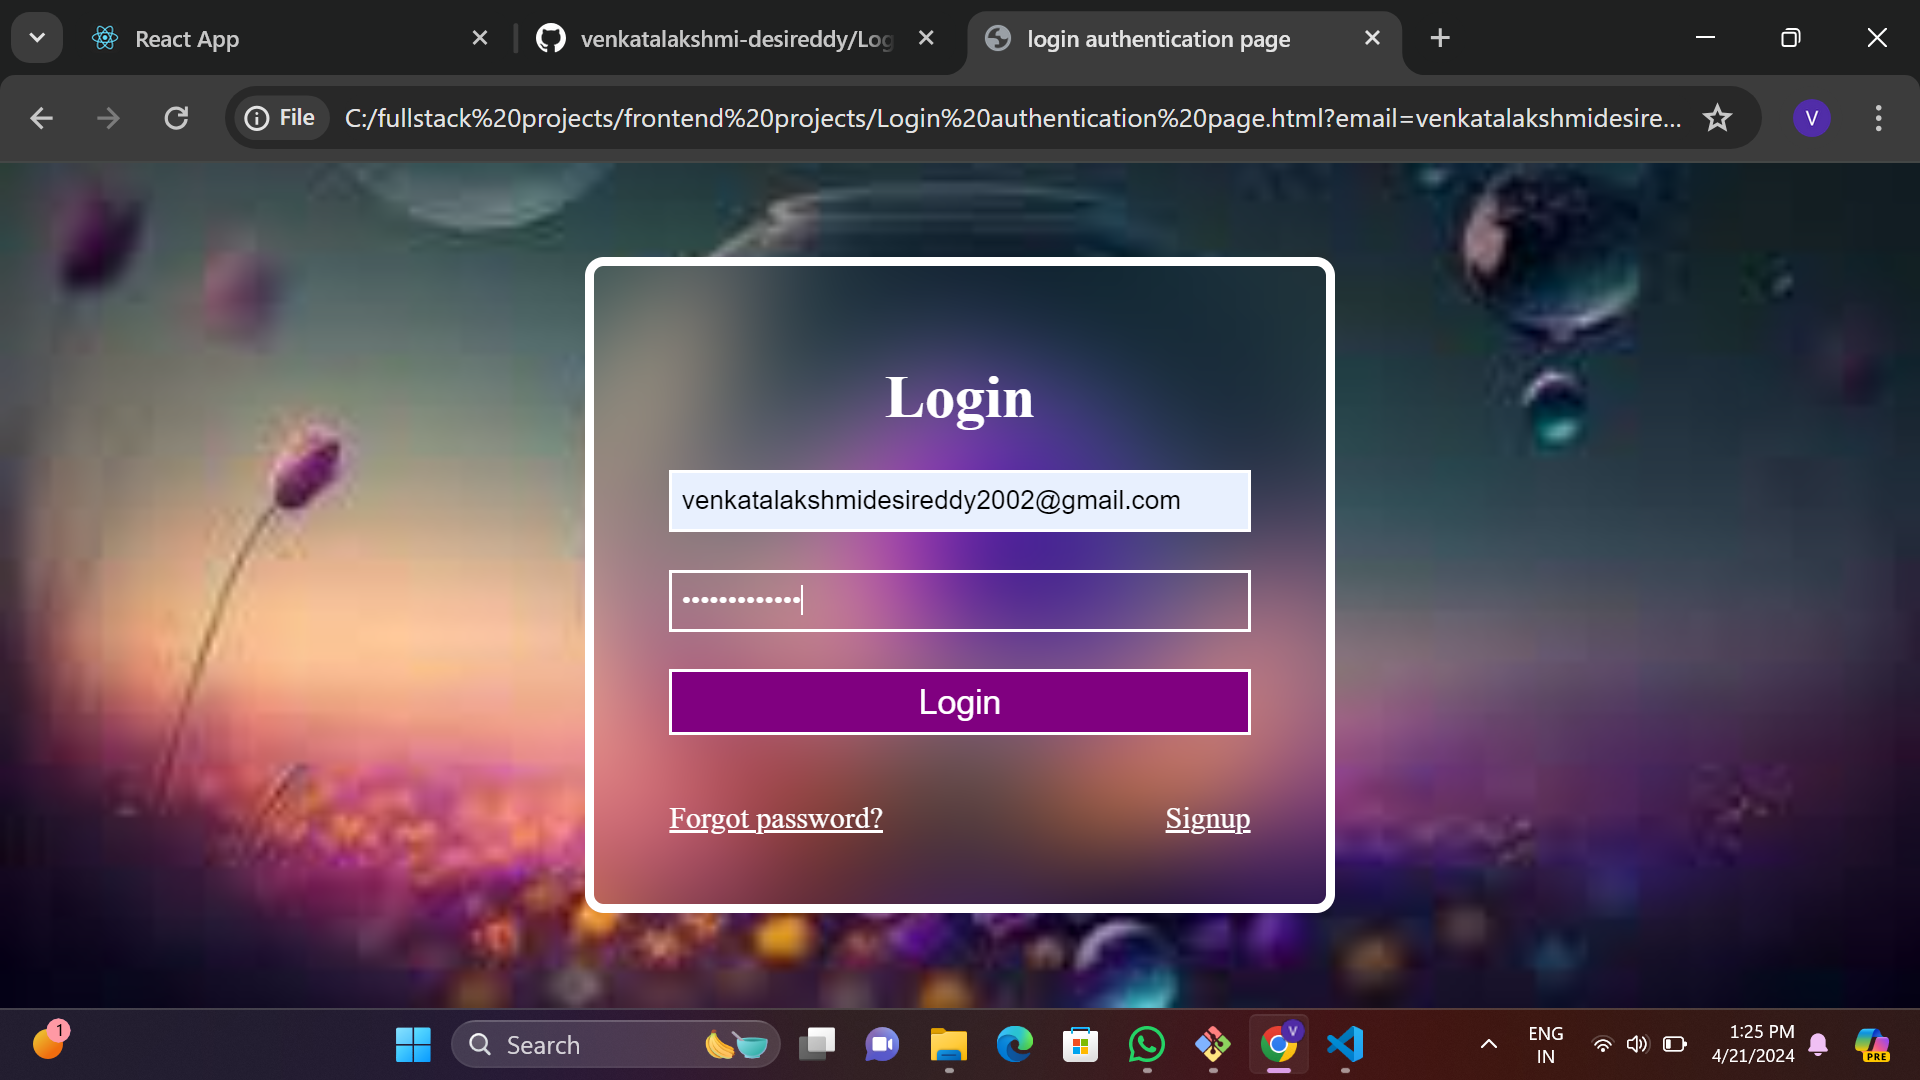 React App
venkatalakshmi-desireddy/Log
login authentication page
File
C:/fullstack%20projects/frontend%20projects/Login%20authentication%20page.html?email=venkatalakshmidesire...
V
Login
venkatalakshmidesireddy2002@gmail.com
•••••••••••••
Login
Forgot password?
Signup
1
Search
V
ENG
IN
1:25 PM
4/21/2024
PRE